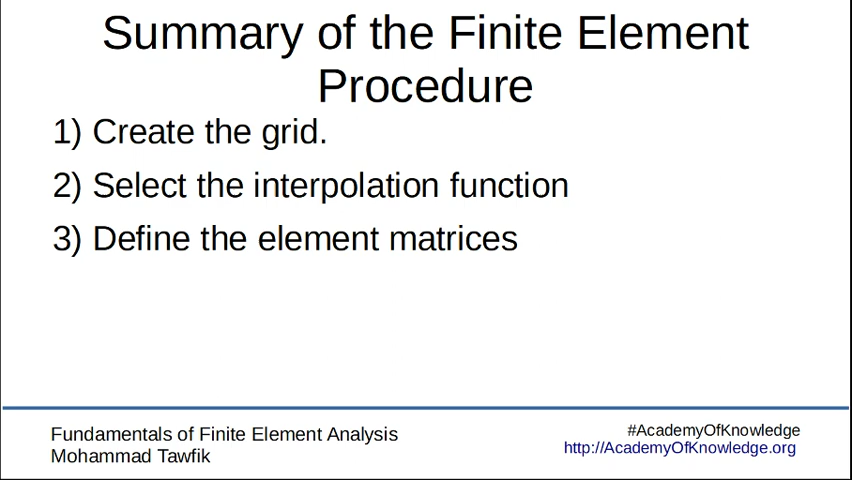 Summary of the Finite Element
Procedure
1) Create the grid.
2) Select the interpolation function
3) Define the element matrices
Fundamentals of Finite Element Analysis
Mohammad Tawfik
#AcademyOfKnowledge
http://AcademyOfKnowledge.org